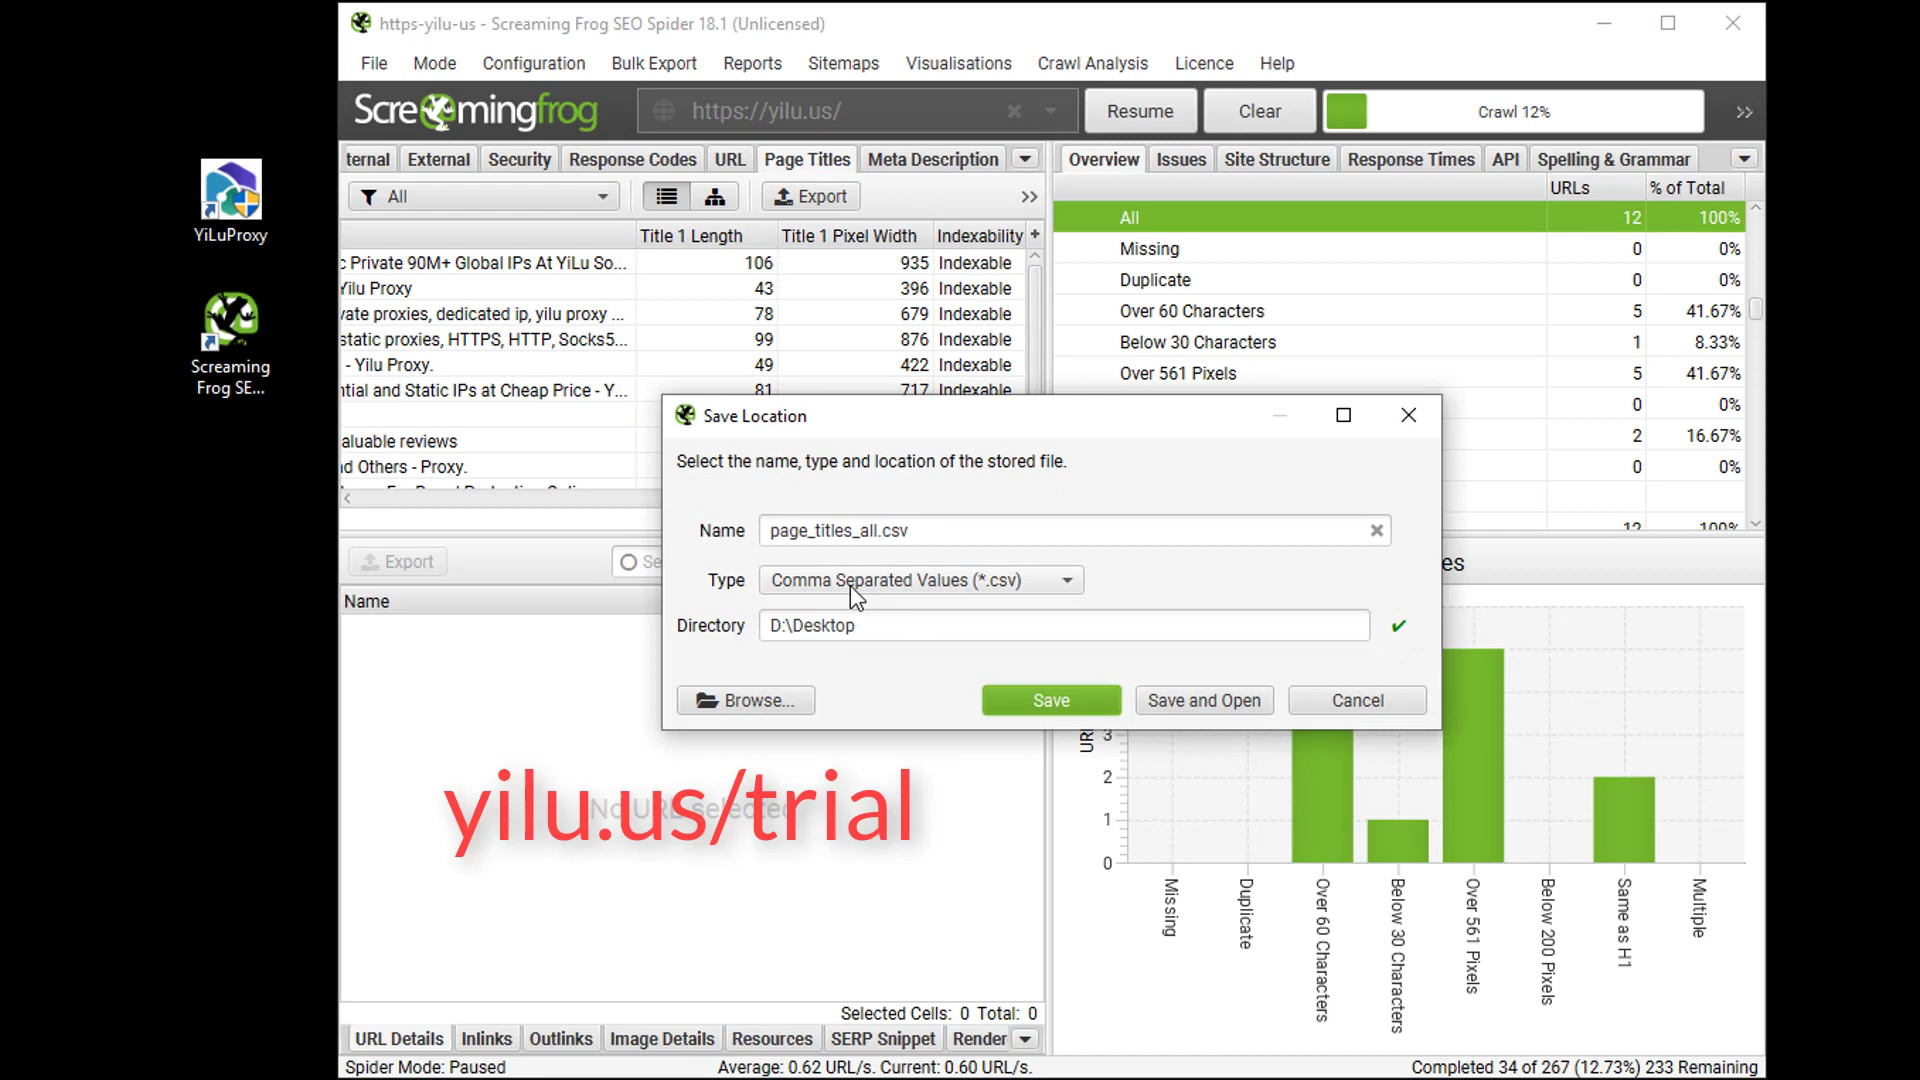 https-yilu-us - Screaming Frog SEO Spider 18.1 (Unlicensed)
File Mode Configuration Bulk Export Reports Sitemaps Visualisations Crawl Analysis Licence Help
Screamingfrog https://yilu.us/ Resume Clear Crawl 12%
ternal External Security Response Codes URL Page Titles Meta Description
All Export
Title 1 Length Title 1 Pixel Width Indexability
c Private 90M+ Global IPs At YiLu So... 106 935 Indexable
Yilu Proxy 43 396 Indexable
vate proxies, dedicated ip, yilu proxy ... 78 679 Indexable
static proxies, HTTPS, HTTP, Socks5... 99 876 Indexable
- Yilu Proxy. 49 422 Indexable
ntial and Static IPs at Cheap Price - Y... 81 717 Indexable
aluable reviews
nd Others - Proxy.
Overview Issues Site Structure Response Times API Spelling & Grammar
URLs % of Total
All 12 100%
Missing 0 0%
Duplicate 0 0%
Over 60 Characters 5 41.67%
Below 30 Characters 1 8.33%
Over 561 Pixels 5 41.67%
0 0%
2 16.67%
0 0%
12 100%
YiLuProxy
Screaming
Frog SE...
Save Location
Select the name, type and location of the stored file.
Name page_titles_all.csv
Type Comma Separated Values (*.csv)
Directory D:\Desktop
Browse... Save Save and Open Cancel
Export Se
Name
No URL selected
yilu.us/trial
es
UR
3
2
1
0
Missing
Duplicate
Over 60 Characters
Below 30 Characters
Over 561 Pixels
Below 200 Pixels
Same as H1
Multiple
Selected Cells: 0 Total: 0
URL Details Inlinks Outlinks Image Details Resources SERP Snippet Render
Spider Mode: Paused Average: 0.62 URL/s. Current: 0.60 URL/s. Completed 34 of 267 (12.73%) 233 Remaining